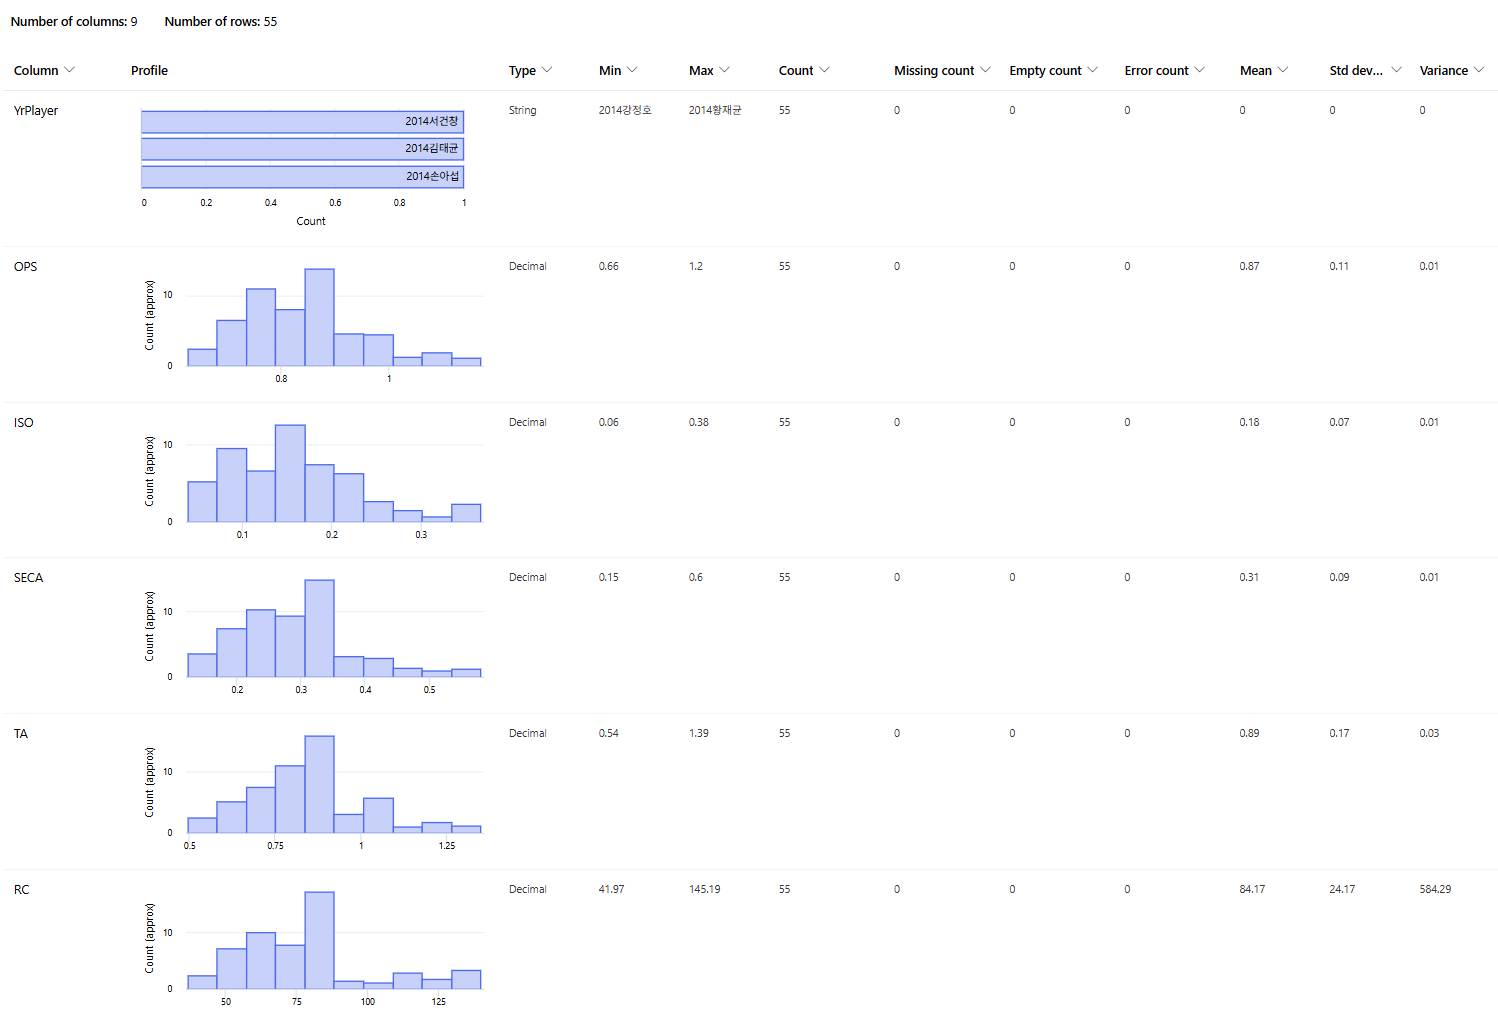 Number of columns: 9 Number of rows: 55
Column Profile Type Min Max Count Missing count Empty count Error count Mean Std dev... Variance
YrPlayer String 2014강정호 2014황재균 55 0 0 0 0 0 0
2014서건창
2014김태균
2014손아섭
0 0.2 0.4 0.6 0.8 1
Count
OPS Decimal 0.66 1.2 55 0 0 0 0.87 0.11 0.01
Count (approx)
10
0
0.8 1
ISO Decimal 0.06 0.38 55 0 0 0 0.18 0.07 0.01
Count (approx)
10
0
0.1 0.2 0.3
SECA Decimal 0.15 0.6 55 0 0 0 0.31 0.09 0.01
Count (approx)
10
0
0.2 0.3 0.4 0.5
TA Decimal 0.54 1.39 55 0 0 0 0.89 0.17 0.03
Count (approx)
10
0
0.5 0.75 1 1.25
RC Decimal 41.97 145.19 55 0 0 0 84.17 24.17 584.29
Count (approx)
10
0
50 75 100 125